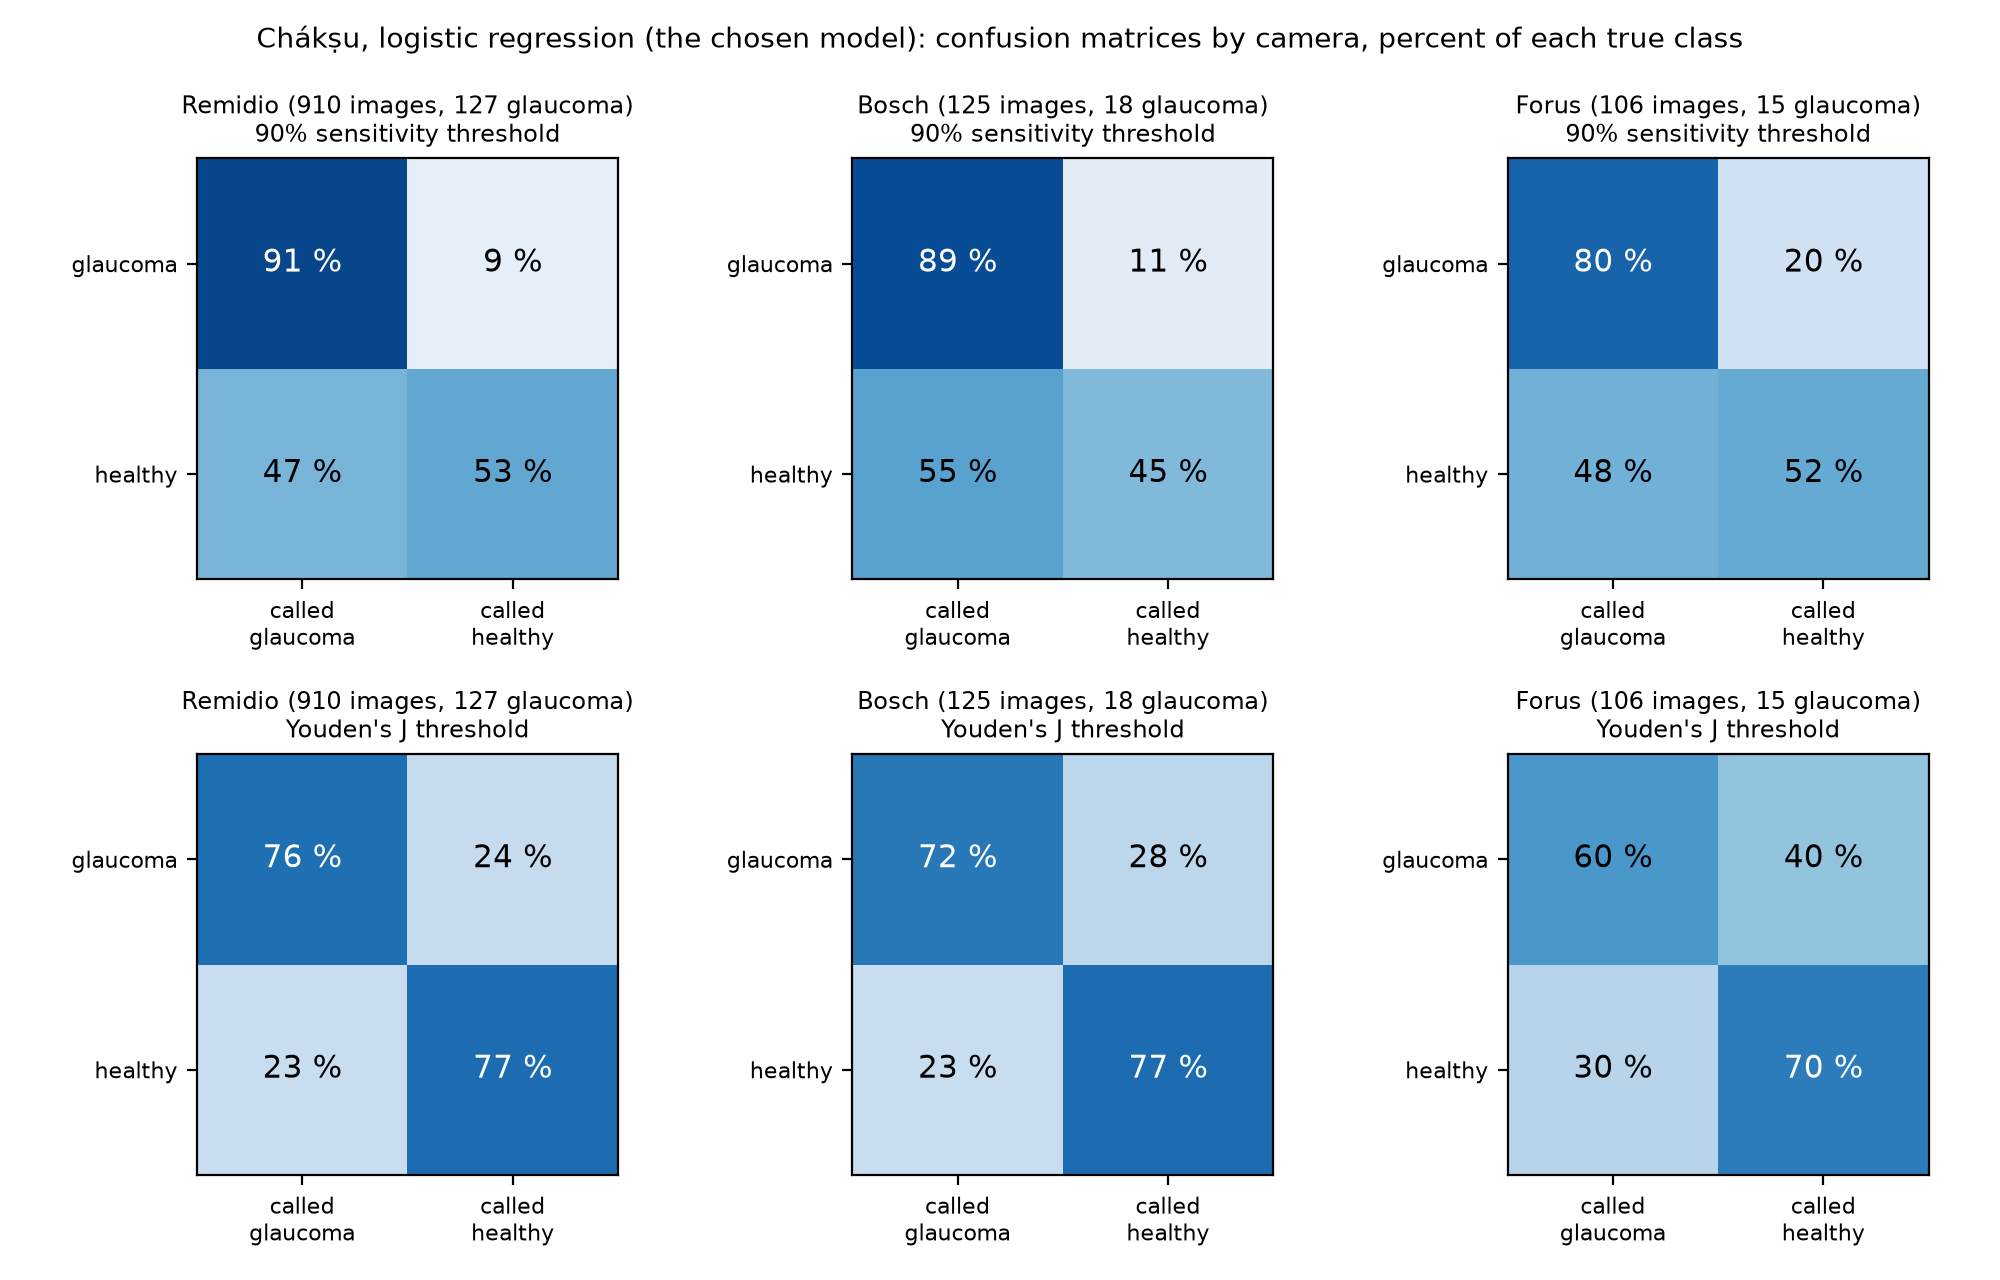 Chákṣu, logistic regression (the chosen model): confusion matrices by camera, percent of each true class
Remidio (910 images, 127 glaucoma)
90% sensitivity threshold
glaucoma
91 %
9 %
healthy
47 %
53 %
called
glaucoma
called
healthy
Bosch (125 images, 18 glaucoma)
90% sensitivity threshold
glaucoma
89 %
11 %
healthy
55 %
45 %
called
glaucoma
called
healthy
Forus (106 images, 15 glaucoma)
90% sensitivity threshold
glaucoma
80 %
20 %
healthy
48 %
52 %
called
glaucoma
called
healthy
Remidio (910 images, 127 glaucoma)
Youden's J threshold
glaucoma
76 %
24 %
healthy
23 %
77 %
called
glaucoma
called
healthy
Bosch (125 images, 18 glaucoma)
Youden's J threshold
glaucoma
72 %
28 %
healthy
23 %
77 %
called
glaucoma
called
healthy
Forus (106 images, 15 glaucoma)
Youden's J threshold
glaucoma
60 %
40 %
healthy
30 %
70 %
called
glaucoma
called
healthy